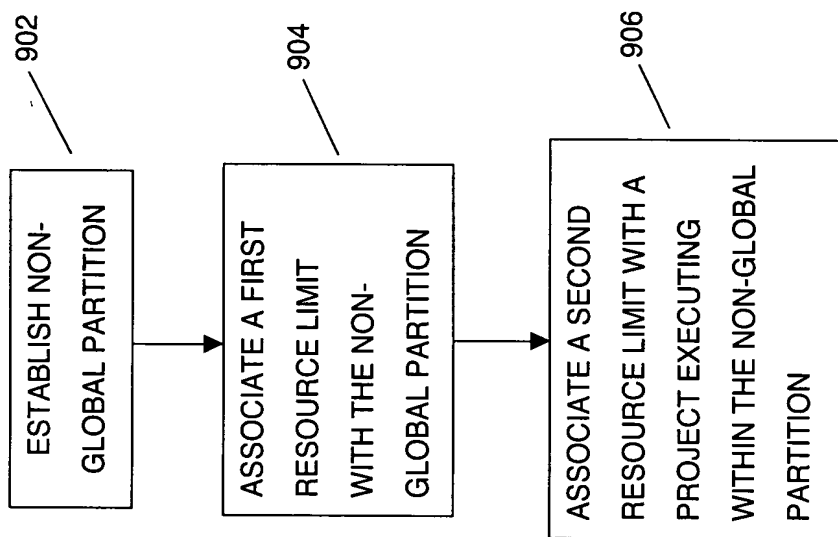 902
ESTABLISH NON-
GLOBAL PARTITION
904
ASSOCIATE A FIRST
RESOURCE LIMIT
WITH THE NON-
GLOBAL PARTITION
906
ASSOCIATE A SECOND
RESOURCE LIMIT WITH A
PROJECT EXECUTING
WITHIN THE NON-GLOBAL
PARTITION